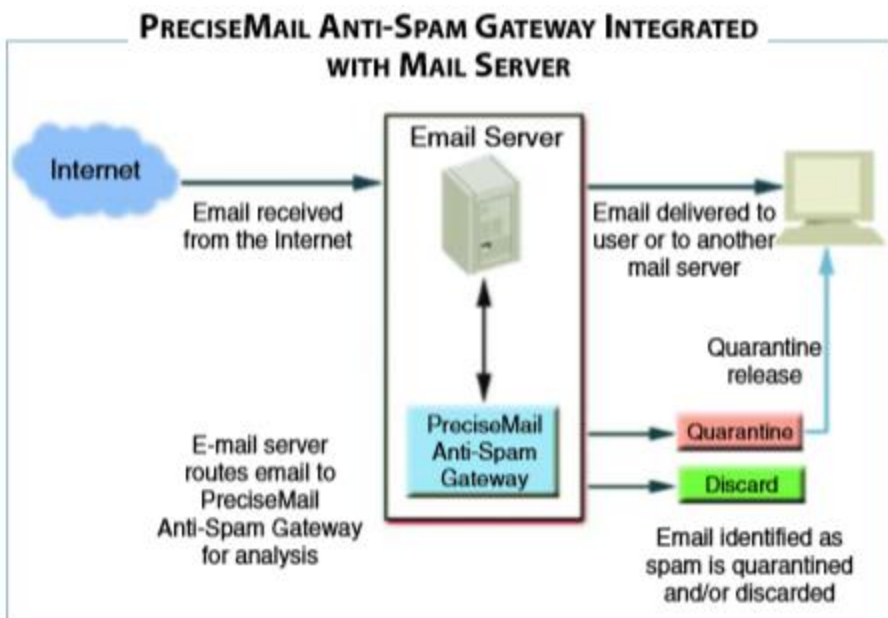 PRECISEMAIL ANTI-SPAM GATEWAY INTEGRATED
WITH MAIL SERVER
Internet
Email received
from the Internet
Email Server
Email delivered to
user or to another
mail server
Quarantine
release
PreciseMail
Anti-Spam
Gateway
Quarantine
Discard
E-mail server
routes email to
PreciseMail
Anti-Spam Gateway
for analysis
Email identified as
spam is quarantined
and/or discarded